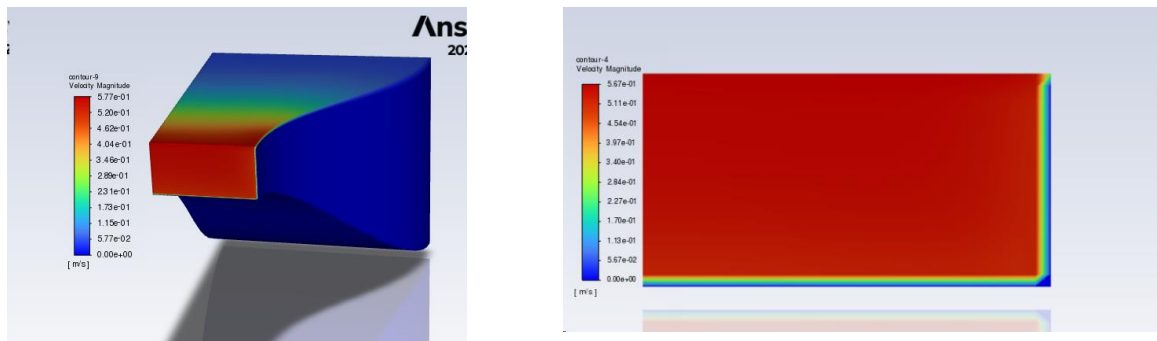 Ans
202
contour-9
Velocity Magnitude
5.77e-01
5.20e-01
4.62e-01
4.04e-01
3.46e-01
2.89e-01
2.31e-01
1.73e-01
1.15e-01
5.77e-02
0.00e+00
[ m/s ]
contour-4
Velocity Magnitude
5.67e-01
5.11e-01
4.54e-01
3.97e-01
3.40e-01
2.84e-01
2.27e-01
1.70e-01
1.13e-01
5.67e-02
0.00e+00
[ m/s ]